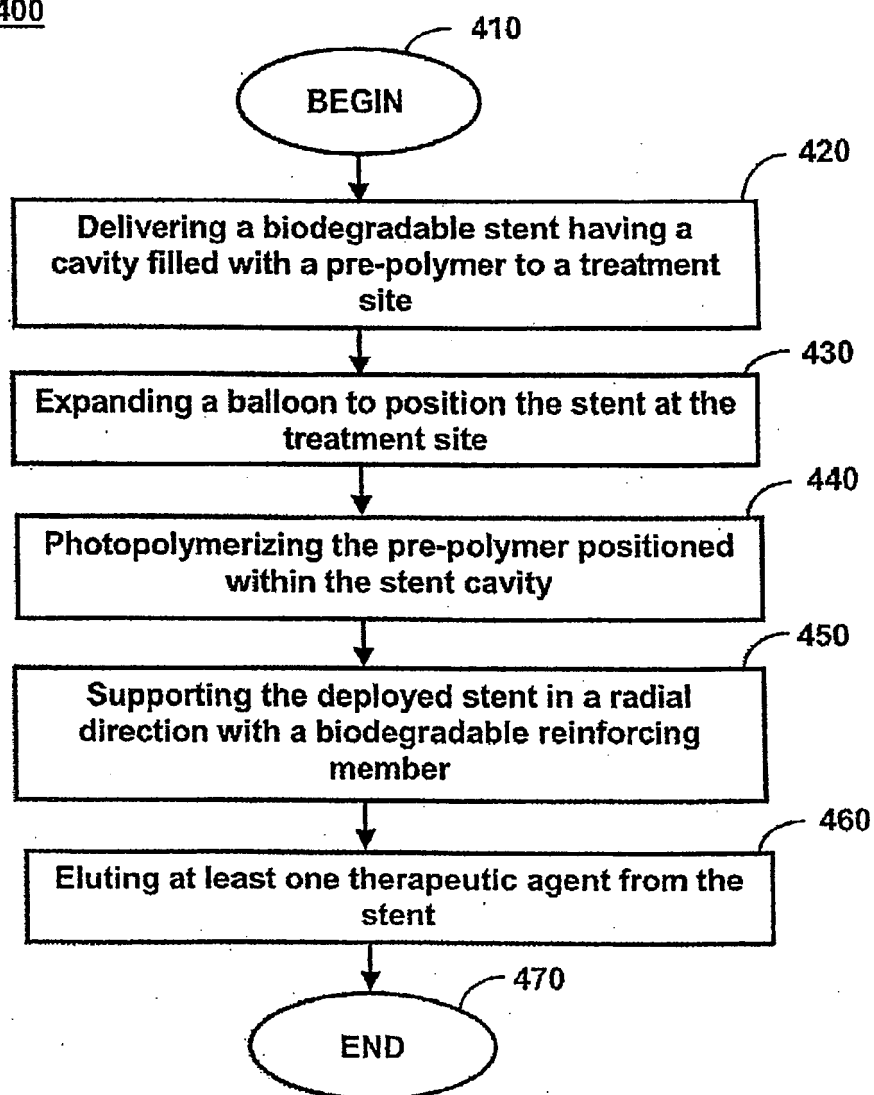 400
410
BEGIN
420
Delivering a biodegradable stent having a
cavity filled with a pre-polymer to a treatment
site
430
Expanding a balloon to position the stent at the
treatment site
440
Photopolymerizing the pre-polymer positioned
within the stent cavity
450
Supporting the deployed stent in a radial
direction with a biodegradable reinforcing
member
460
Eluting at least one therapeutic agent from the
stent
470
END